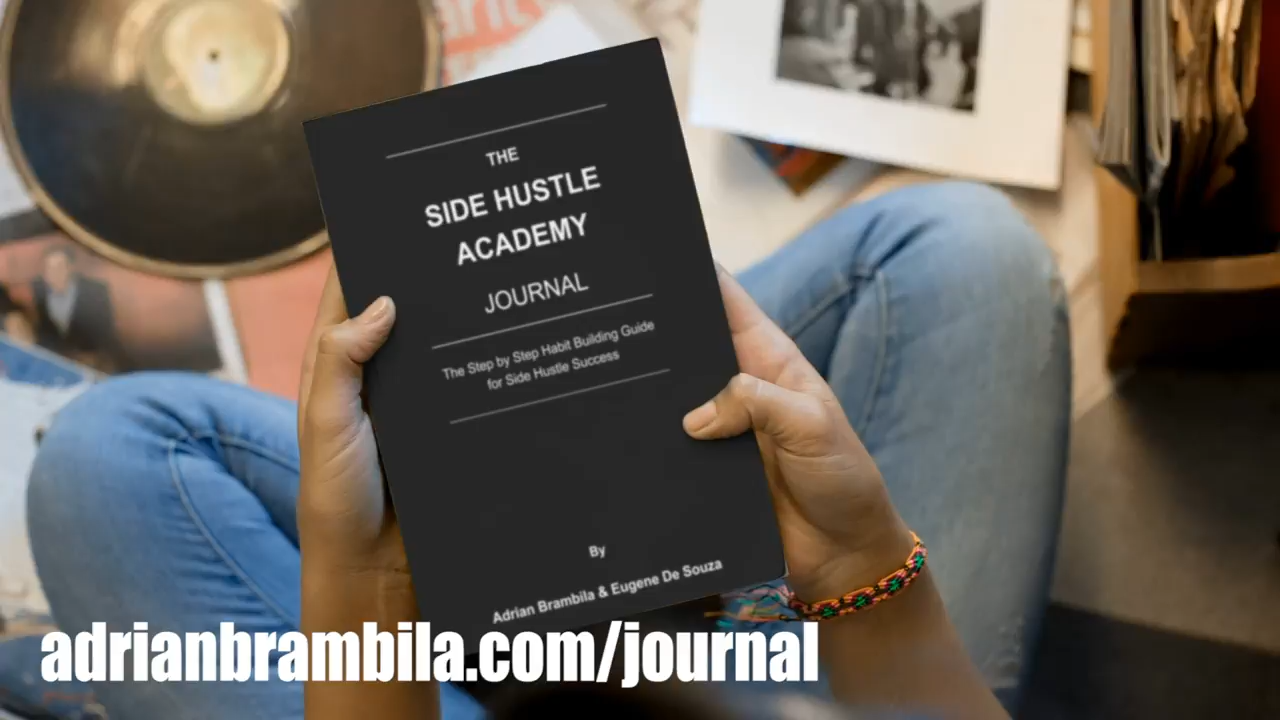 THE
SIDE HUSTLE
ACADEMY
JOURNAL
The Step by Step Habit Building Guide
for Side Hustle Success
By
Adrian Brambila & Eugene De Souza
adrianbrambila.com/journal